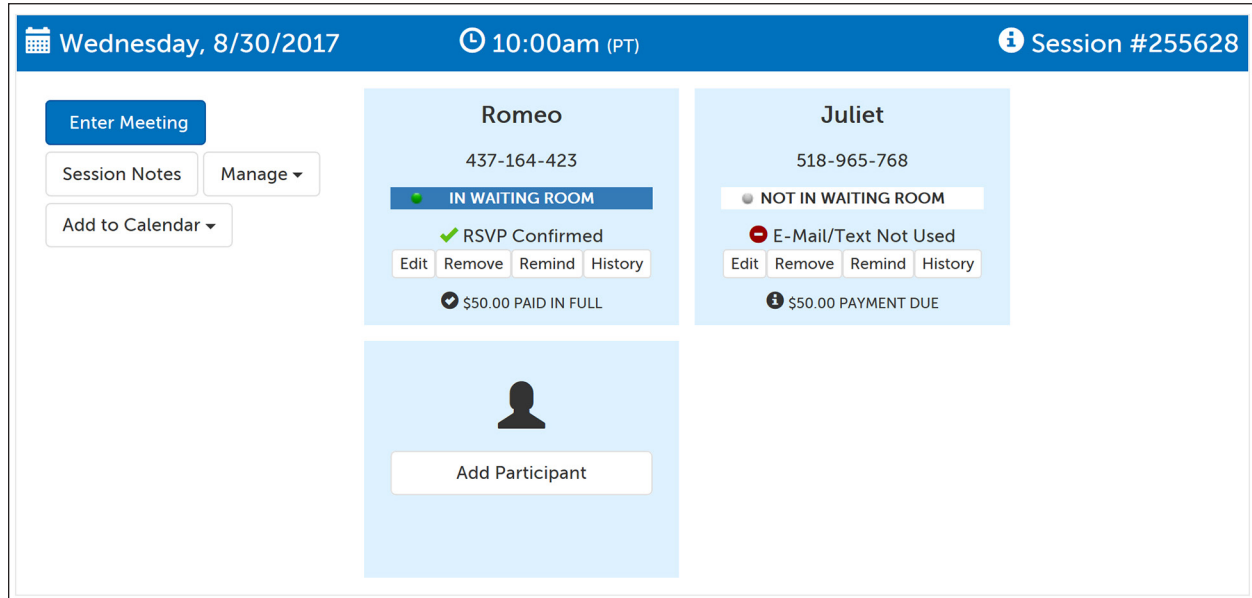 Wednesday, 8/30/2017 10:00am (PT) Session #255628
Enter Meeting
Session Notes Manage
Add to Calendar
Romeo
437-164-423
IN WAITING ROOM
RSVP Confirmed
Edit Remove Remind History
$50.00 PAID IN FULL
Juliet
518-965-768
NOT IN WAITING ROOM
E-Mail/Text Not Used
Edit Remove Remind History
$50.00 PAYMENT DUE
Add Participant